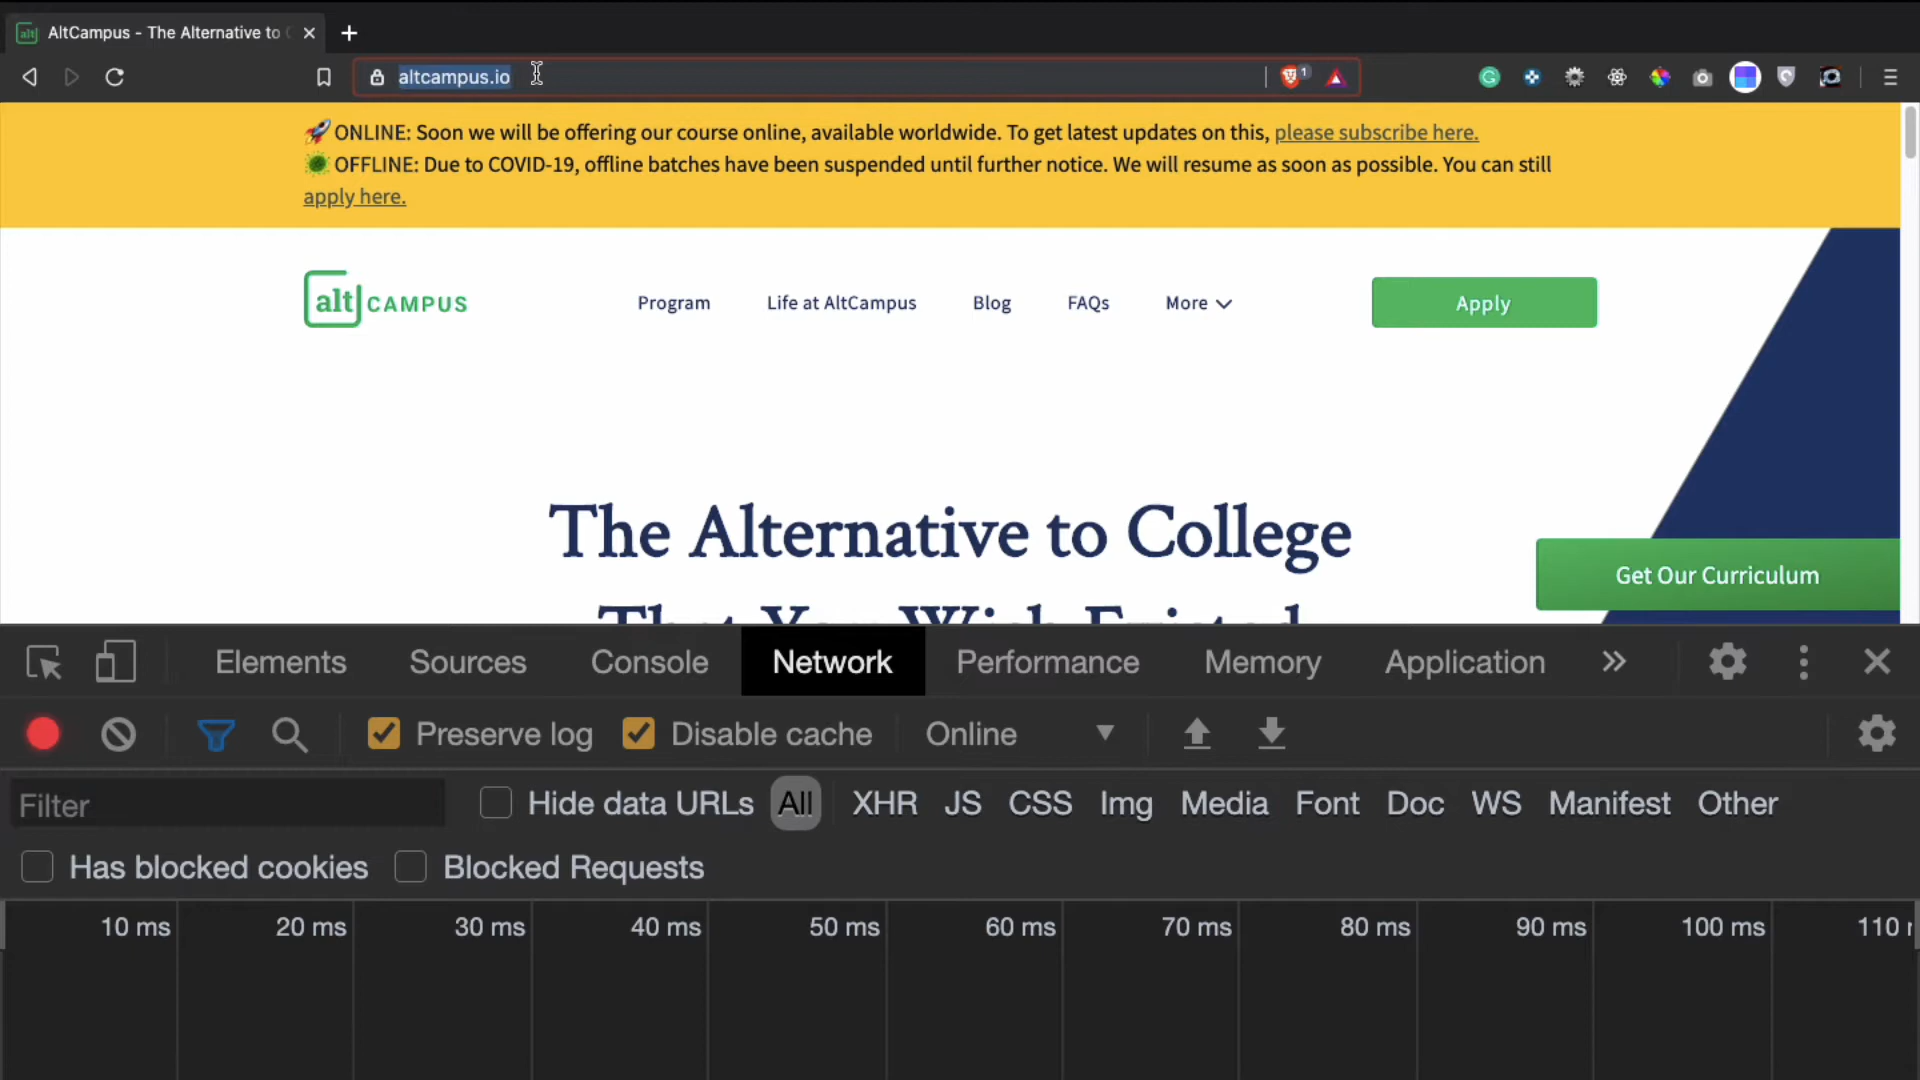 AltCampus - The Alternative to
altcampus.io
1
ONLINE: Soon we will be offering our course online, available worldwide. To get latest updates on this, please subscribe here.
OFFLINE: Due to COVID-19, offline batches have been suspended until further notice. We will resume as soon as possible. You can still
apply here.
alt CAMPUS
Program
Life at AltCampus
Blog
FAQs
More
Apply
The Alternative to College
That You Wish Existed
Get Our Curriculum
Elements
Sources
Console
Network
Performance
Memory
Application
Preserve log
Disable cache
Online
Filter
Hide data URLs
All
XHR
JS
CSS
Img
Media
Font
Doc
WS
Manifest
Other
Has blocked cookies
Blocked Requests
10 ms
20 ms
30 ms
40 ms
50 ms
60 ms
70 ms
80 ms
90 ms
100 ms
110